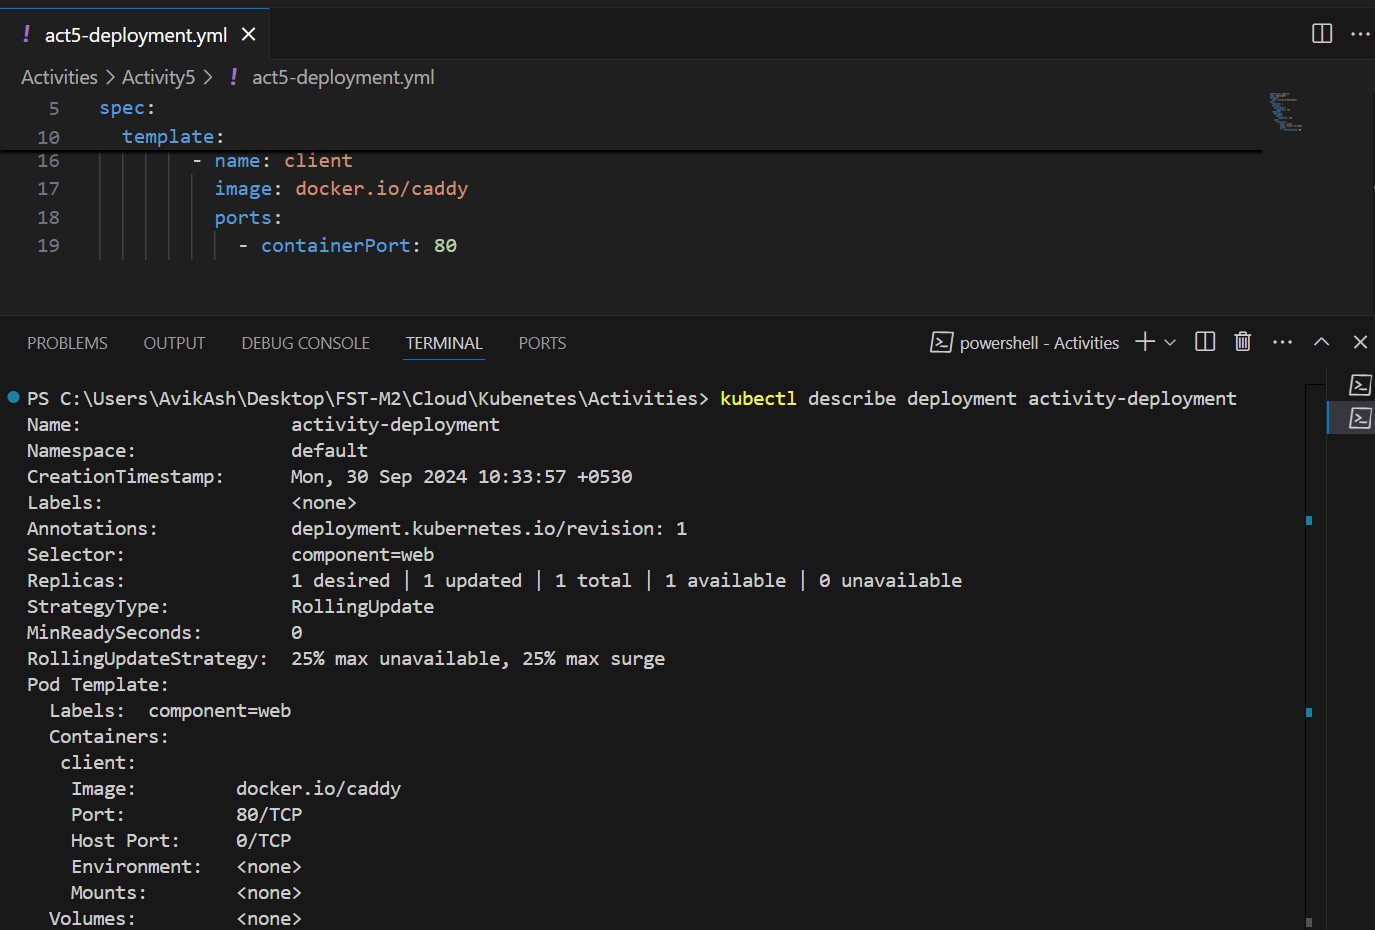 ! act5-deployment.yml
Activities > Activity5 > ! act5-deployment.yml
5 spec:
10 template:
16 - name: client
17 image: docker.io/caddy
18 ports:
19 - containerPort: 80
PROBLEMS OUTPUT DEBUG CONSOLE TERMINAL PORTS powershell - Activities
PS C:\Users\AvikAsh\Desktop\FST-M2\Cloud\Kubenetes\Activities> kubectl describe deployment activity-deployment
Name: activity-deployment
Namespace: default
CreationTimestamp: Mon, 30 Sep 2024 10:33:57 +0530
Labels: <none>
Annotations: deployment.kubernetes.io/revision: 1
Selector: component=web
Replicas: 1 desired | 1 updated | 1 total | 1 available | 0 unavailable
StrategyType: RollingUpdate
MinReadySeconds: 0
RollingUpdateStrategy: 25% max unavailable, 25% max surge
Pod Template:
Labels: component=web
Containers:
client:
Image: docker.io/caddy
Port: 80/TCP
Host Port: 0/TCP
Environment: <none>
Mounts: <none>
Volumes: <none>